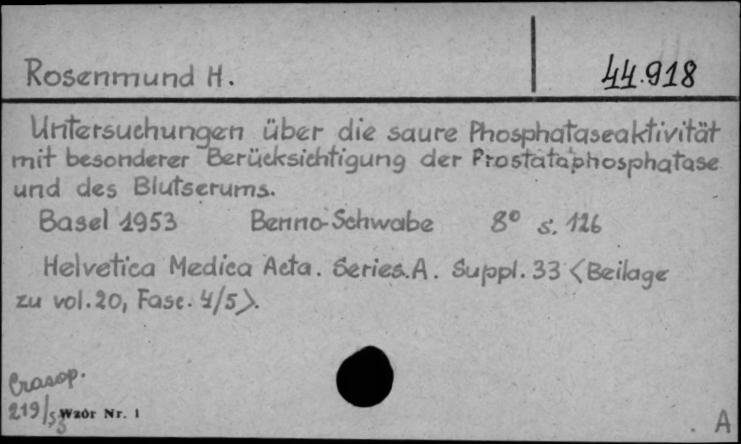 Rosenmund H.
44.918
Untersuchungen über die saure Phosphataseaktivität
mit besonderer Berücksichtigung der Prostataphosphatase
und des Blutserums.
Basel 1953 Benno-Schwabe 8° s. 126
Helvetica Medica Acta. Series.A. Suppl. 33 <Beilage
zu vol.20, Fasc. 4/5>.
Czasop.
219/53
Wzór Nr. 1
A